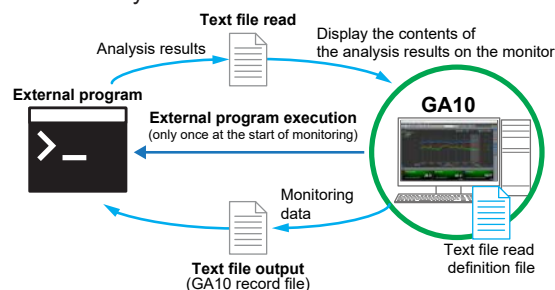 Text file read
Analysis results
Display the contents of
the analysis results on the monitor
External program
GA10
External program execution
(only once at the start of monitoring)
>_
Monitoring
data
Text file output
(GA10 record file)
Text file read
definition file